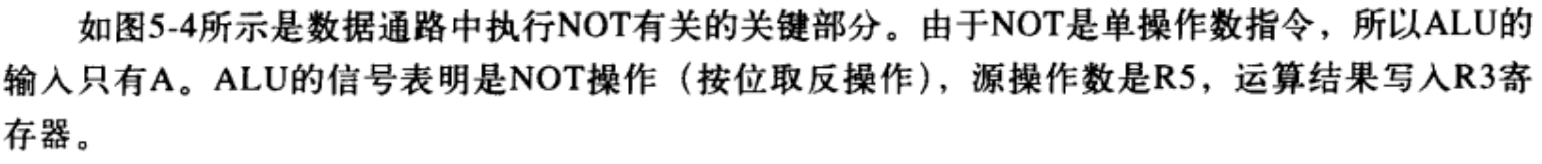 如图5-4所示是数据通路中执行NOT有关的关键部分。由于NOT是单操作数指令，所以ALU的
输入只有A。ALU的信号表明是NOT操作（按位取反操作），源操作数是R5，运算结果写入R3寄
存器。